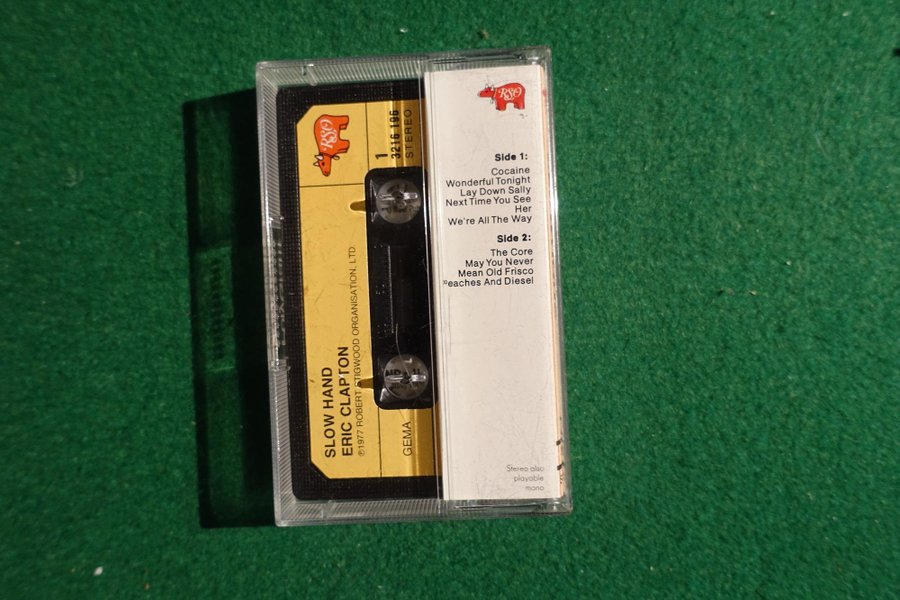 RSO
1
3216 196
STEREO
SLOW HAND
ERIC CLAPTON
℗1977 ROBERT STIGWOOD ORGANISATION, LTD.
GEMA
RSO
Side 1:
Cocaine
Wonderful Tonight
Lay Down Sally
Next Time You See
Her
We're All The Way
Side 2:
The Core
May You Never
Mean Old Frisco
Peaches And Diesel
Stereo also
playable
mono